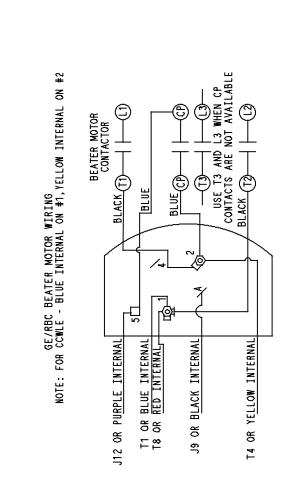 GE/RBC BEATER MOTOR WIRING
NOTE: FOR CCWLE - BLUE INTERNAL ON #1,YELLOW INTERNAL ON #2
BEATER MOTOR
CONTACTOR
BLACK
T1
L1
BLUE
BLUE
CP
CP
T3
L3
USE T3 AND L3 WHEN CP
CONTACTS ARE NOT AVAILABLE
BLACK
T2
L2
5
4
2
1
A
J12 OR PURPLE INTERNAL
T1 OR BLUE INTERNAL
T8 OR RED INTERNAL
J9 OR BLACK INTERNAL
T4 OR YELLOW INTERNAL